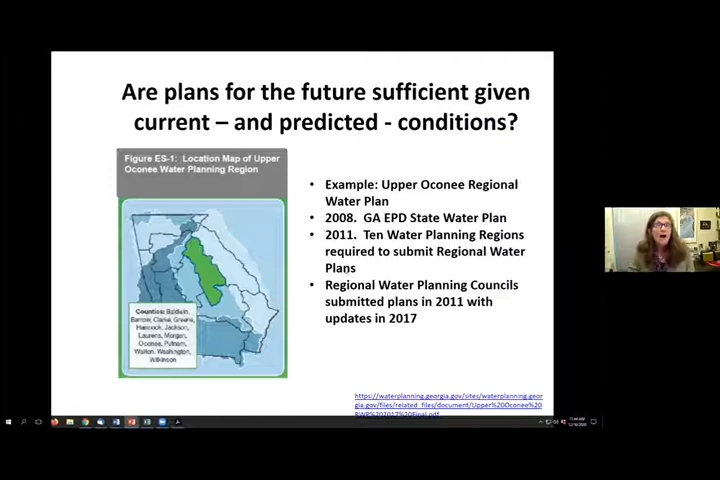 Are plans for the future sufficient given
current – and predicted - conditions?
Figure ES-1: Location Map of Upper
Oconee Water Planning Region
Counties: Baldwin,
Barrow, Clarke, Greene,
Hancock, Jackson,
Laurens, Morgan,
Oconee, Putnam,
Walton, Washington,
Wilkinson
• Example: Upper Oconee Regional
Water Plan
• 2008. GA EPD State Water Plan
• 2011. Ten Water Planning Regions
required to submit Regional Water
Plans
• Regional Water Planning Councils
submitted plans in 2011 with
updates in 2017
https://waterplanning.georgia.gov/sites/waterplanning.geor
gia.gov/files/related_files/document/Upper%20Oconee%20
RWP%202017%20Final.pdf